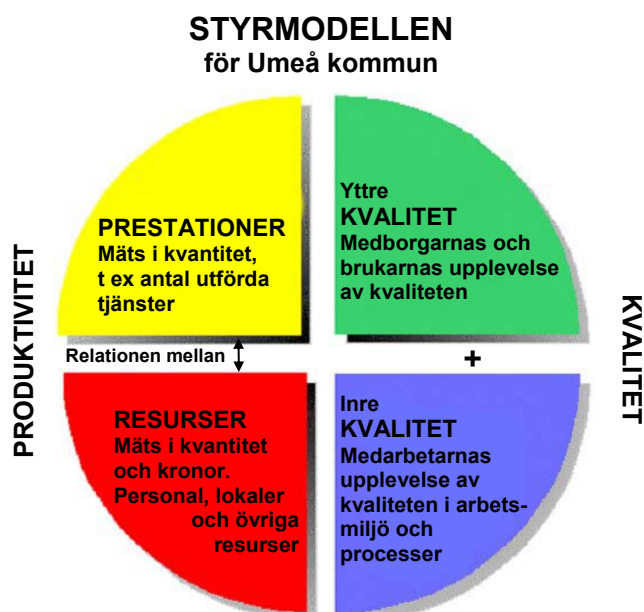 STYRMODELLEN
för Umeå kommun
PRODUKTIVITET
PRESTATIONER
Mäts i kvantitet,
t ex antal utförda
tjänster
Yttre
KVALITET
Medborgarnas och
brukarnas upplevelse
av kvaliteten
KVALITET
Relationen mellan
+
RESURSER
Mäts i kvantitet
och kronor.
Personal, lokaler
och övriga
resurser
Inre
KVALITET
Medarbetarnas
upplevelse av
kvaliteten i arbets-
miljö och
processer